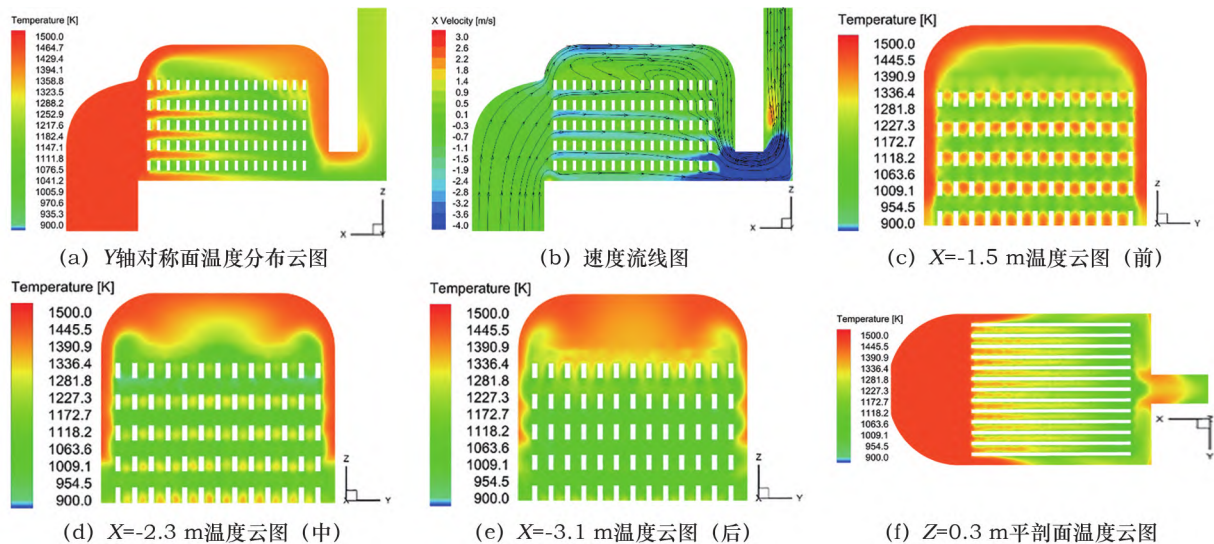 Temperature [K]
1500.0
1464.7
1429.4
1394.1
1358.8
1323.5
1288.2
1252.9
1217.6
1182.4
1147.1
1111.8
1076.5
1041.2
1005.9
970.6
935.3
900.0
Z
X
Y
(a) Y轴对称面温度分布云图
X Velocity [m/s]
3.0
2.6
2.2
1.8
1.4
0.9
0.5
0.1
-0.3
-0.7
-1.1
-1.5
-1.9
-2.4
-2.8
-3.2
-3.6
-4.0
Z
X
Y
(b) 速度流线图
Temperature [K]
1500.0
1445.5
1390.9
1336.4
1281.8
1227.3
1172.7
1118.2
1063.6
1009.1
954.5
900.0
Z
X
Y
(c) X=-1.5 m温度云图（前）
Temperature [K]
1500.0
1445.5
1390.9
1336.4
1281.8
1227.3
1172.7
1118.2
1063.6
1009.1
954.5
900.0
Z
X
Y
(d) X=-2.3 m温度云图（中）
Temperature [K]
1500.0
1445.5
1390.9
1336.4
1281.8
1227.3
1172.7
1118.2
1063.6
1009.1
954.5
900.0
Z
X
Y
(e) X=-3.1 m温度云图（后）
Temperature [K]
1500.0
1445.5
1390.9
1336.4
1281.8
1227.3
1172.7
1118.2
1063.6
1009.1
954.5
900.0
X
Y
(f) Z=0.3 m平剖面温度云图